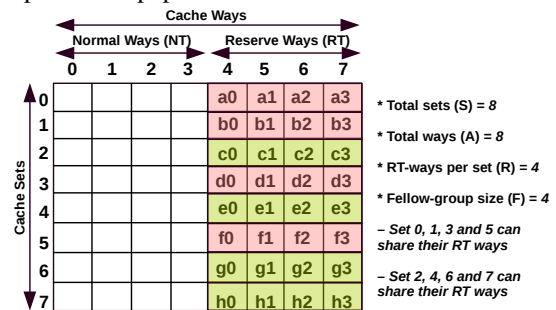 Cache Ways
Normal Ways (NT) Reserve Ways (RT)
0 1 2 3 4 5 6 7
Cache Sets
0 a0 a1 a2 a3
1 b0 b1 b2 b3
2 c0 c1 c2 c3
3 d0 d1 d2 d3
4 e0 e1 e2 e3
5 f0 f1 f2 f3
6 g0 g1 g2 g3
7 h0 h1 h2 h3
* Total sets (S) = 8
* Total ways (A) = 8
* RT-ways per set (R) = 4
* Fellow-group size (F) = 4
– Set 0, 1, 3 and 5 can
share their RT ways
– Set 2, 4, 6 and 7 can
share their RT ways